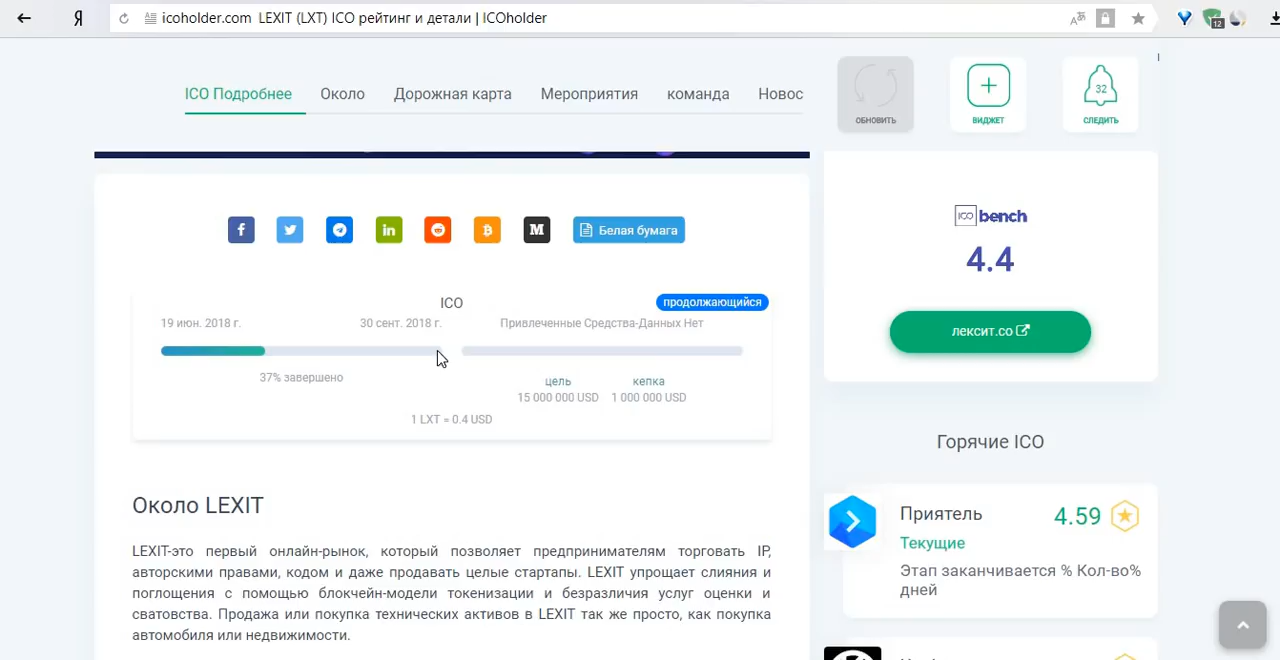 Я
icoholder.com LEXIT (LXT) ICO рейтинг и детали | ICOholder
12
ICO Подробнее
Около
Дорожная карта
Мероприятия
команда
Новос
ОБНОВИТЬ
ВИДЖЕТ
32
СЛЕДИТЬ
Белая бумага
ICO
продолжающийся
19 июн. 2018 г.
30 сент. 2018 г.
Привлеченные Средства-Данных Нет
37% завершено
цель
кепка
15 000 000 USD
1 000 000 USD
1 LXT = 0.4 USD
Около LEXIT
LEXIT-это первый онлайн-рынок, который позволяет предпринимателям торговать IP,
авторскими правами, кодом и даже продавать целые стартапы. LEXIT упрощает слияния и
поглощения с помощью блокчейн-модели токенизации и безразличия услуг оценки и
сватовства. Продажа или покупка технических активов в LEXIT так же просто, как покупка
автомобиля или недвижимости.
ICO bench
4.4
лексит.со
Горячие ICO
Приятель
4.59
Текущие
Этап заканчивается % Кол-во%
дней